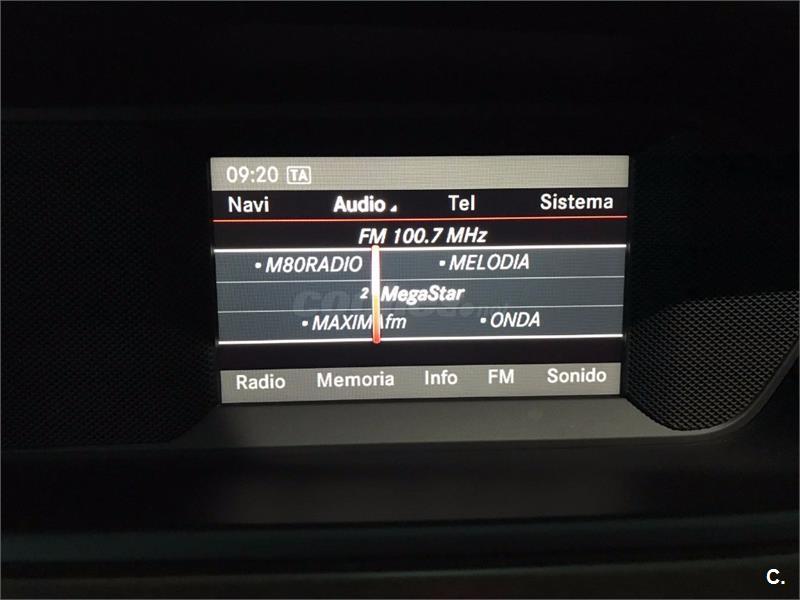 09:20 TA
Navi Audio Tel Sistema
FM 100.7 MHz
•M80RADIO •MELODIA
2 MegaStar
•MAXIMAfm •ONDA
Radio Memoria Info FM Sonido
C.